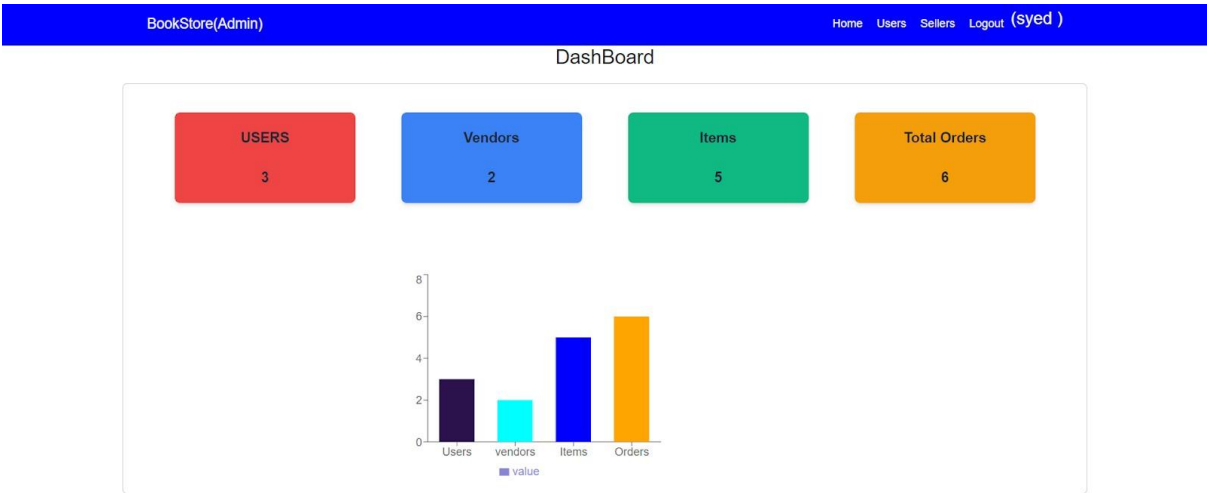 BookStore(Admin) Home Users Sellers Logout (syed )
DashBoard
USERS Vendors Items Total Orders
3 2 5 6
8
6
4
2
0
Users vendors Items Orders
value